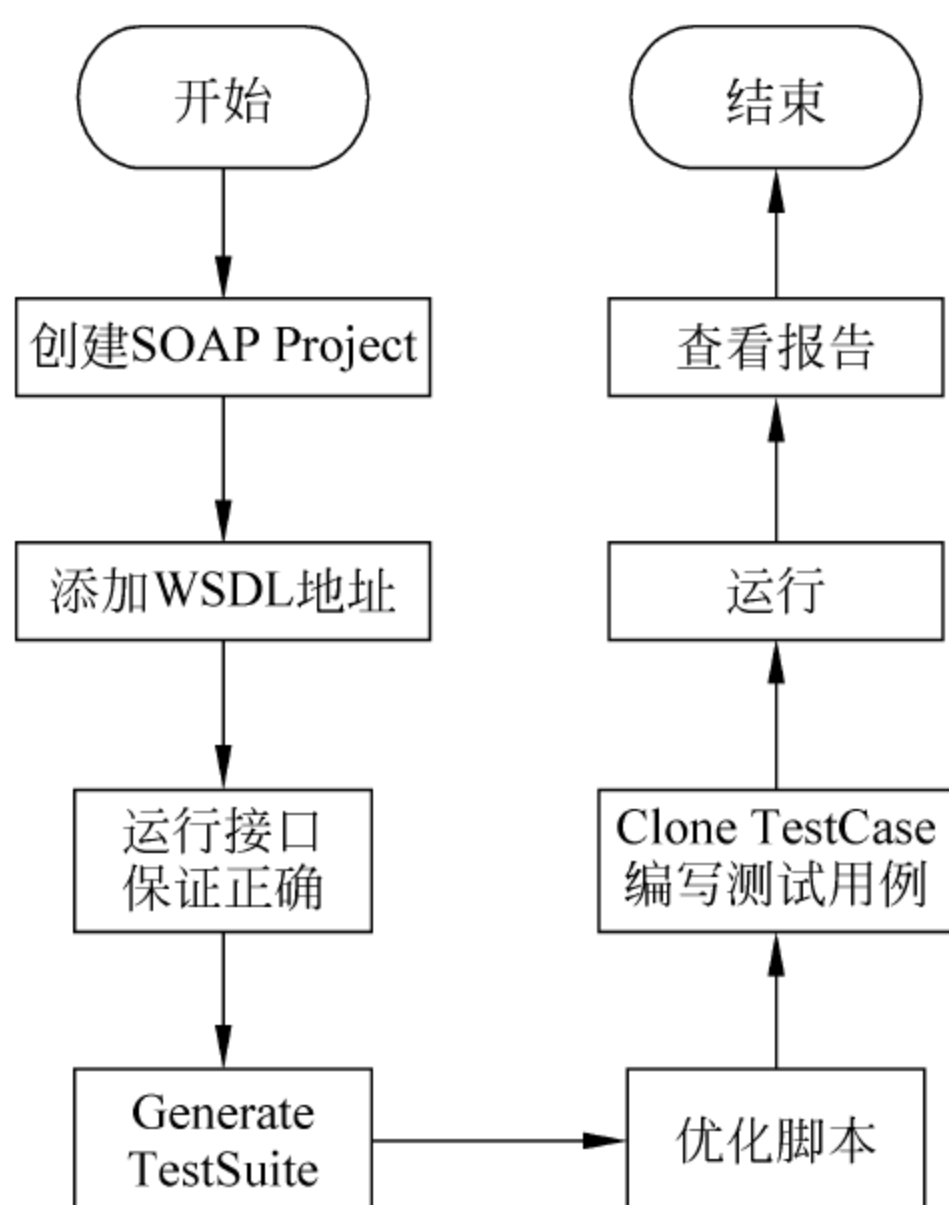 开始
创建SOAP Project
添加WSDL地址
运行接口
保证正确
Generate
TestSuite
优化脚本
Clone TestCase
编写测试用例
运行
查看报告
结束